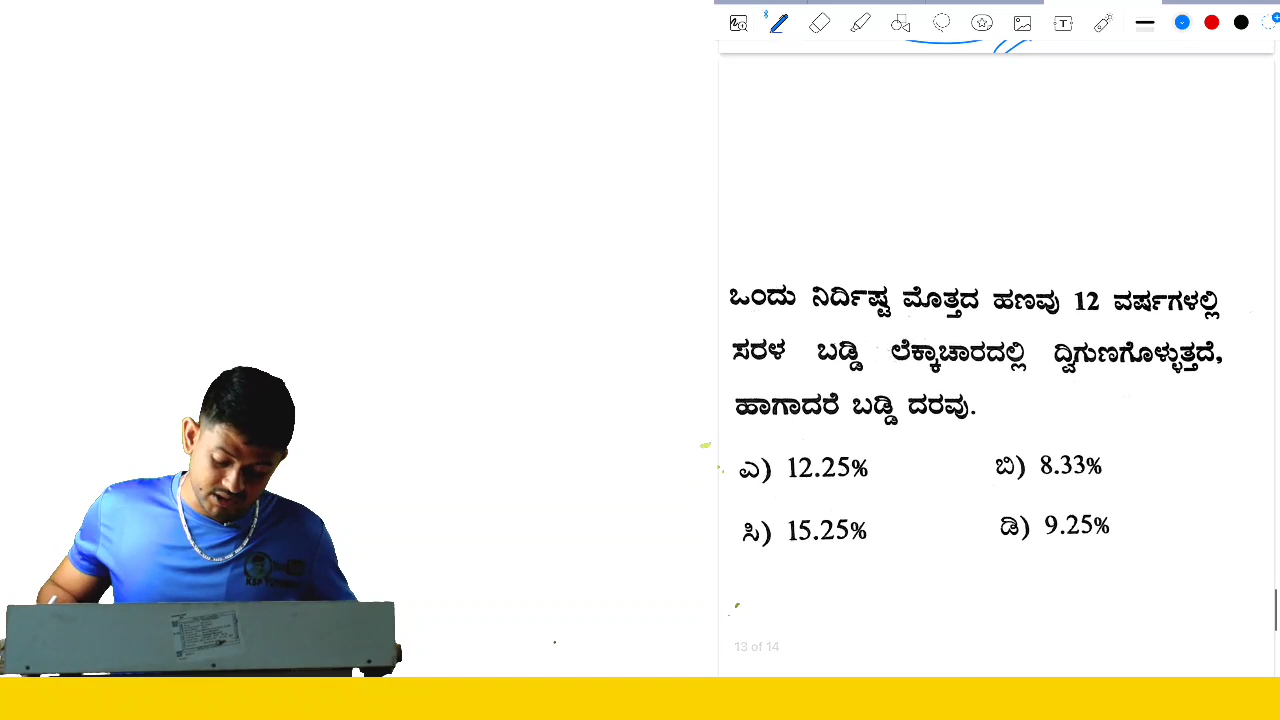 ಒಂದು ನಿರ್ದಿಷ್ಟ ಮೊತ್ತದ ಹಣವು 12 ವರ್ಷಗಳಲ್ಲಿ
ಸರಳ ಬಡ್ಡಿ ಲೆಕ್ಕಾಚಾರದಲ್ಲಿ ದ್ವಿಗುಣಗೊಳ್ಳುತ್ತದೆ,
ಹಾಗಾದರೆ ಬಡ್ಡಿ ದರವು.
ಎ) 12.25% ಬಿ) 8.33%
ಸಿ) 15.25% ಡಿ) 9.25%
13 of 14
KSP